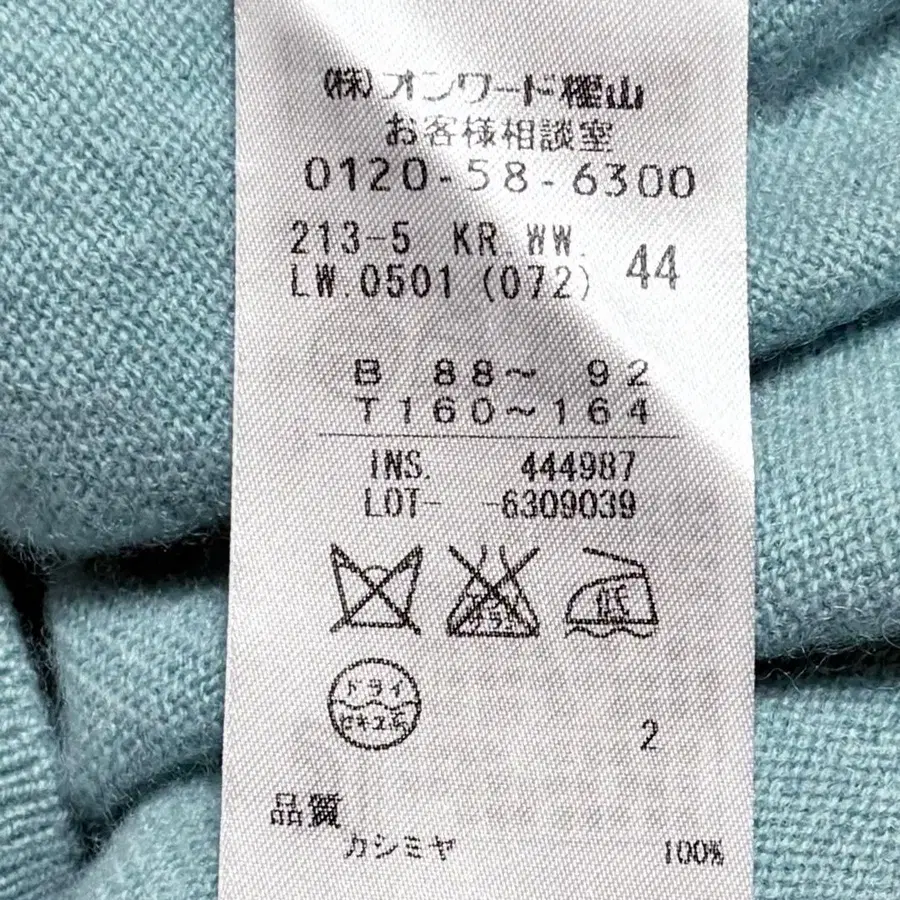 (株)オンワード樫山
お客様相談室
0120-58-6300
213-5 KR.WW.
LW.0501 (072) 44
B 88~ 92
T160~164
INS. 444987
LOT- -6309039
低
ドライ
セキユ系
2
品質
カシミヤ 100%